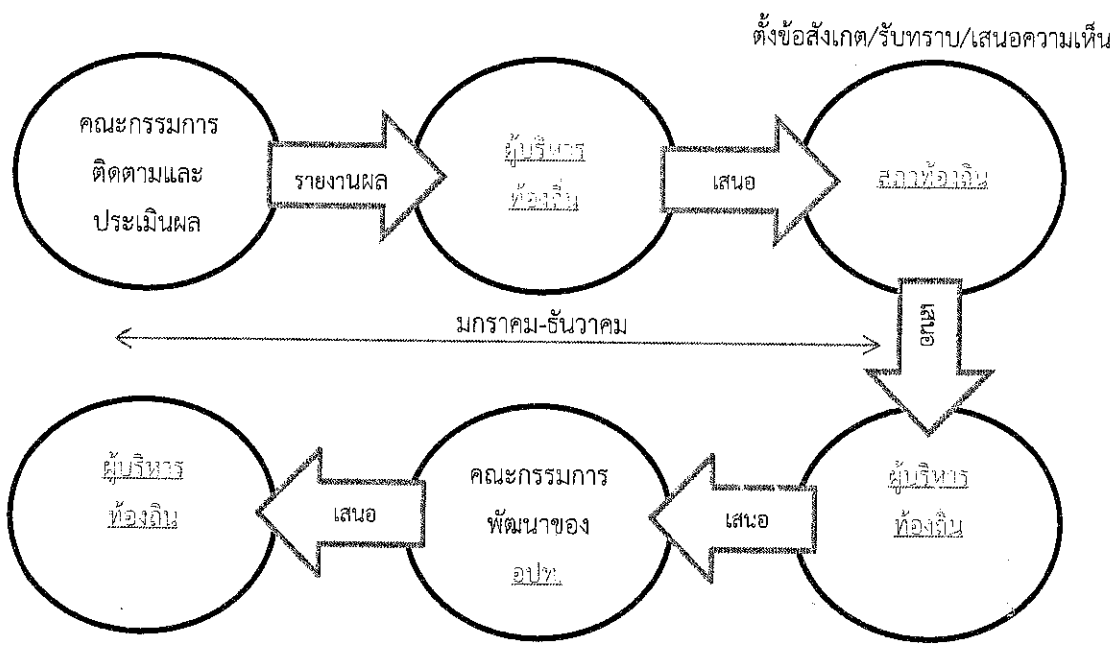 ตั้งข้อสังเกต/รับทราบ/เสนอความเห็น
คณะกรรมการ
ติดตามและ
ประเมินผล
รายงานผล
ผู้บริหาร
ท้องถิ่น
เสนอ
สภาท้องถิ่น
เสนอ
มกราคม-ธันวาคม
ผู้บริหาร
ท้องถิ่น
เสนอ
คณะกรรมการ
พัฒนาของ
อปท.
เสนอ
ผู้บริหาร
ท้องถิ่น